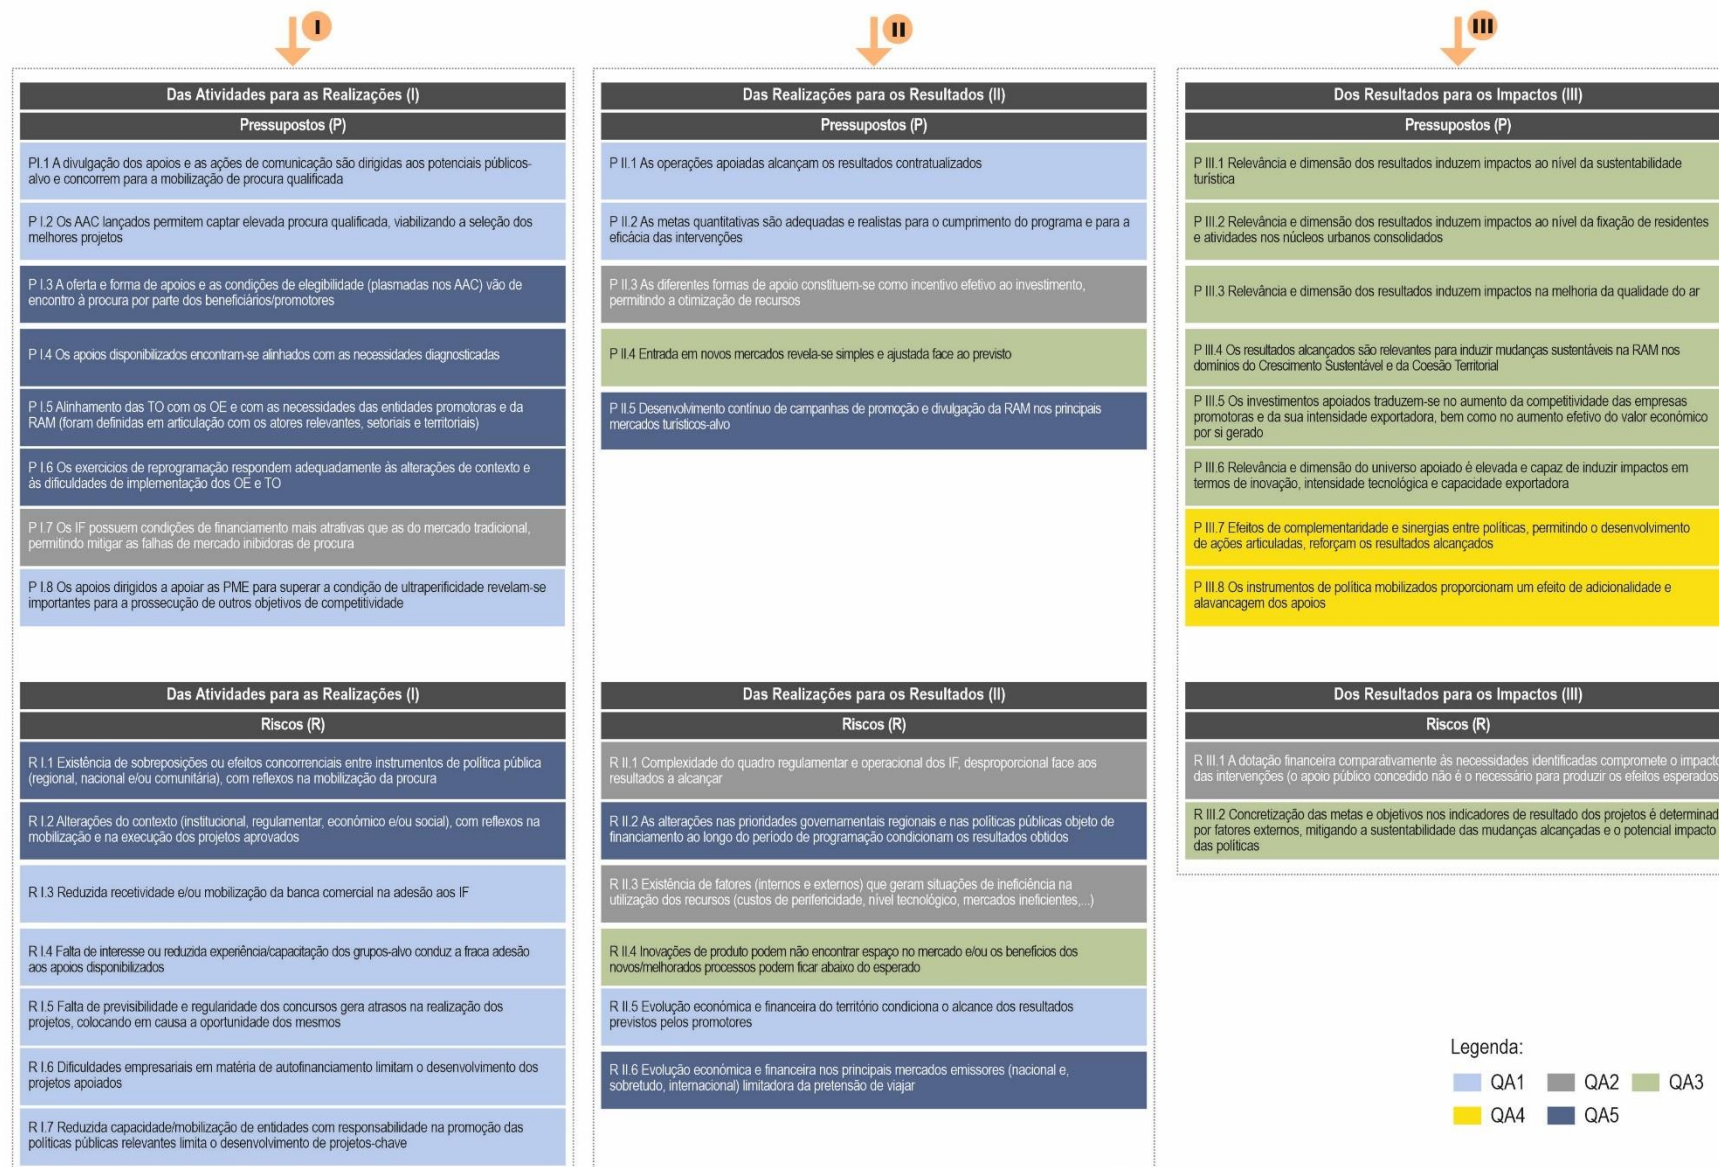 I
Das Atividades para as Realizações (I)
Pressupostos (P)
PI.1 A divulgação dos apoios e as ações de comunicação são dirigidas aos potenciais públicos-
alvo e concorrem para a mobilização de procura qualificada
P I.2 Os AAC lançados permitem captar elevada procura qualificada, viabilizando a seleção dos
melhores projetos
P I.3 A oferta e forma de apoios e as condições de elegibilidade (plasmadas nos AAC) vão de
encontro à procura por parte dos beneficiários/promotores
P I.4 Os apoios disponibilizados encontram-se alinhados com as necessidades diagnosticadas
P I.5 Alinhamento das TO com os OE e com as necessidades das entidades promotoras e da
RAM (foram definidas em articulação com os atores relevantes, setoriais e territoriais)
P I.6 Os exercícios de reprogramação respondem adequadamente às alterações de contexto e
às dificuldades de implementação dos OE e TO
P I.7 Os IF possuem condições de financiamento mais atrativas que as do mercado tradicional,
permitindo mitigar as falhas de mercado inibidoras de procura
P I.8 Os apoios dirigidos a apoiar as PME para superar a condição de ultraperificidade revelam-se
importantes para a prossecução de outros objetivos de competitividade
Das Atividades para as Realizações (I)
Riscos (R)
R I.1 Existência de sobreposições ou efeitos concorrenciais entre instrumentos de política pública
(regional, nacional e/ou comunitária), com reflexos na mobilização da procura
R I.2 Alterações do contexto (institucional, regulamentar, económico e/ou social), com reflexos na
mobilização e na execução dos projetos aprovados
R I.3 Reduzida recetividade e/ou mobilização da banca comercial na adesão aos IF
R I.4 Falta de interesse ou reduzida experiência/capacitação dos grupos-alvo conduz a fraca adesão
aos apoios disponibilizados
R I.5 Falta de previsibilidade e regularidade dos concursos gera atrasos na realização dos
projetos, colocando em causa a oportunidade dos mesmos
R I.6 Dificuldades empresariais em matéria de autofinanciamento limitam o desenvolvimento dos
projetos apoiados
R I.7 Reduzida capacidade/mobilização de entidades com responsabilidade na promoção das
políticas públicas relevantes limita o desenvolvimento de projetos-chave
II
Das Realizações para os Resultados (II)
Pressupostos (P)
P II.1 As operações apoiadas alcançam os resultados contratualizados
P II.2 As metas quantitativas são adequadas e realistas para o cumprimento do programa e para a
eficácia das intervenções
P II.3 As diferentes formas de apoio constituem-se como incentivo efetivo ao investimento,
permitindo a otimização de recursos
P II.4 Entrada em novos mercados revela-se simples e ajustada face ao previsto
P II.5 Desenvolvimento contínuo de campanhas de promoção e divulgação da RAM nos principais
mercados turísticos-alvo
Das Realizações para os Resultados (II)
Riscos (R)
R II.1 Complexidade do quadro regulamentar e operacional dos IF, desproporcional face aos
resultados a alcançar
R II.2 As alterações nas prioridades governamentais regionais e nas políticas públicas objeto de
financiamento ao longo do período de programação condicionam os resultados obtidos
R II.3 Existência de fatores (internos e externos) que geram situações de ineficiência na
utilização dos recursos (custos de perifericidade, nível tecnológico, mercados ineficientes,...)
R II.4 Inovações de produto podem não encontrar espaço no mercado e/ou os benefícios dos
novos/melhorados processos podem ficar abaixo do esperado
R II.5 Evolução económica e financeira do território condiciona o alcance dos resultados
previstos pelos promotores
R II.6 Evolução económica e financeira nos principais mercados emissores (nacional e,
sobretudo, internacional) limitadora da pretensão de viajar
III
Dos Resultados para os Impactos (III)
Pressupostos (P)
P III.1 Relevância e dimensão dos resultados induzem impactos ao nível da sustentabilidade
turística
P III.2 Relevância e dimensão dos resultados induzem impactos ao nível da fixação de residentes
e atividades nos núcleos urbanos consolidados
P III.3 Relevância e dimensão dos resultados induzem impactos na melhoria da qualidade do ar
P III.4 Os resultados alcançados são relevantes para induzir mudanças sustentáveis na RAM nos
domínios do Crescimento Sustentável e da Coesão Territorial
P III.5 Os investimentos apoiados traduzem-se no aumento da competitividade das empresas
promotoras e da sua intensidade exportadora, bem como no aumento efetivo do valor económico
por si gerado
P III.6 Relevância e dimensão do universo apoiado é elevada e capaz de induzir impactos em
termos de inovação, intensidade tecnológica e capacidade exportadora
P III.7 Efeitos de complementaridade e sinergias entre políticas, permitindo o desenvolvimento
de ações articuladas, reforçam os resultados alcançados
P III.8 Os instrumentos de política mobilizados proporcionam um efeito de adicionalidade e
alavancagem dos apoios
Dos Resultados para os Impactos (III)
Riscos (R)
R III.1 A dotação financeira comparativamente às necessidades identificadas compromete o impacto
das intervenções (o apoio público concedido não é o necessário para produzir os efeitos esperados
R III.2 Concretização das metas e objetivos nos indicadores de resultado dos projetos é determinad
por fatores externos, mitigando a sustentabilidade das mudanças alcançadas e o potencial impacto
das políticas
Legenda:
QA1 QA2 QA3
QA4 QA5